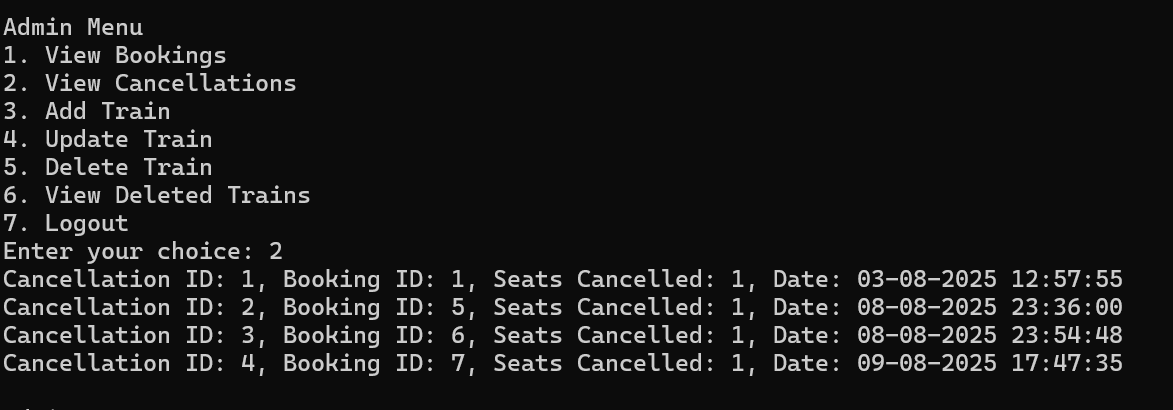 Admin Menu
1. View Bookings
2. View Cancellations
3. Add Train
4. Update Train
5. Delete Train
6. View Deleted Trains
7. Logout
Enter your choice: 2
Cancellation ID: 1, Booking ID: 1, Seats Cancelled: 1, Date: 03-08-2025 12:57:55
Cancellation ID: 2, Booking ID: 5, Seats Cancelled: 1, Date: 08-08-2025 23:36:00
Cancellation ID: 3, Booking ID: 6, Seats Cancelled: 1, Date: 08-08-2025 23:54:48
Cancellation ID: 4, Booking ID: 7, Seats Cancelled: 1, Date: 09-08-2025 17:47:35